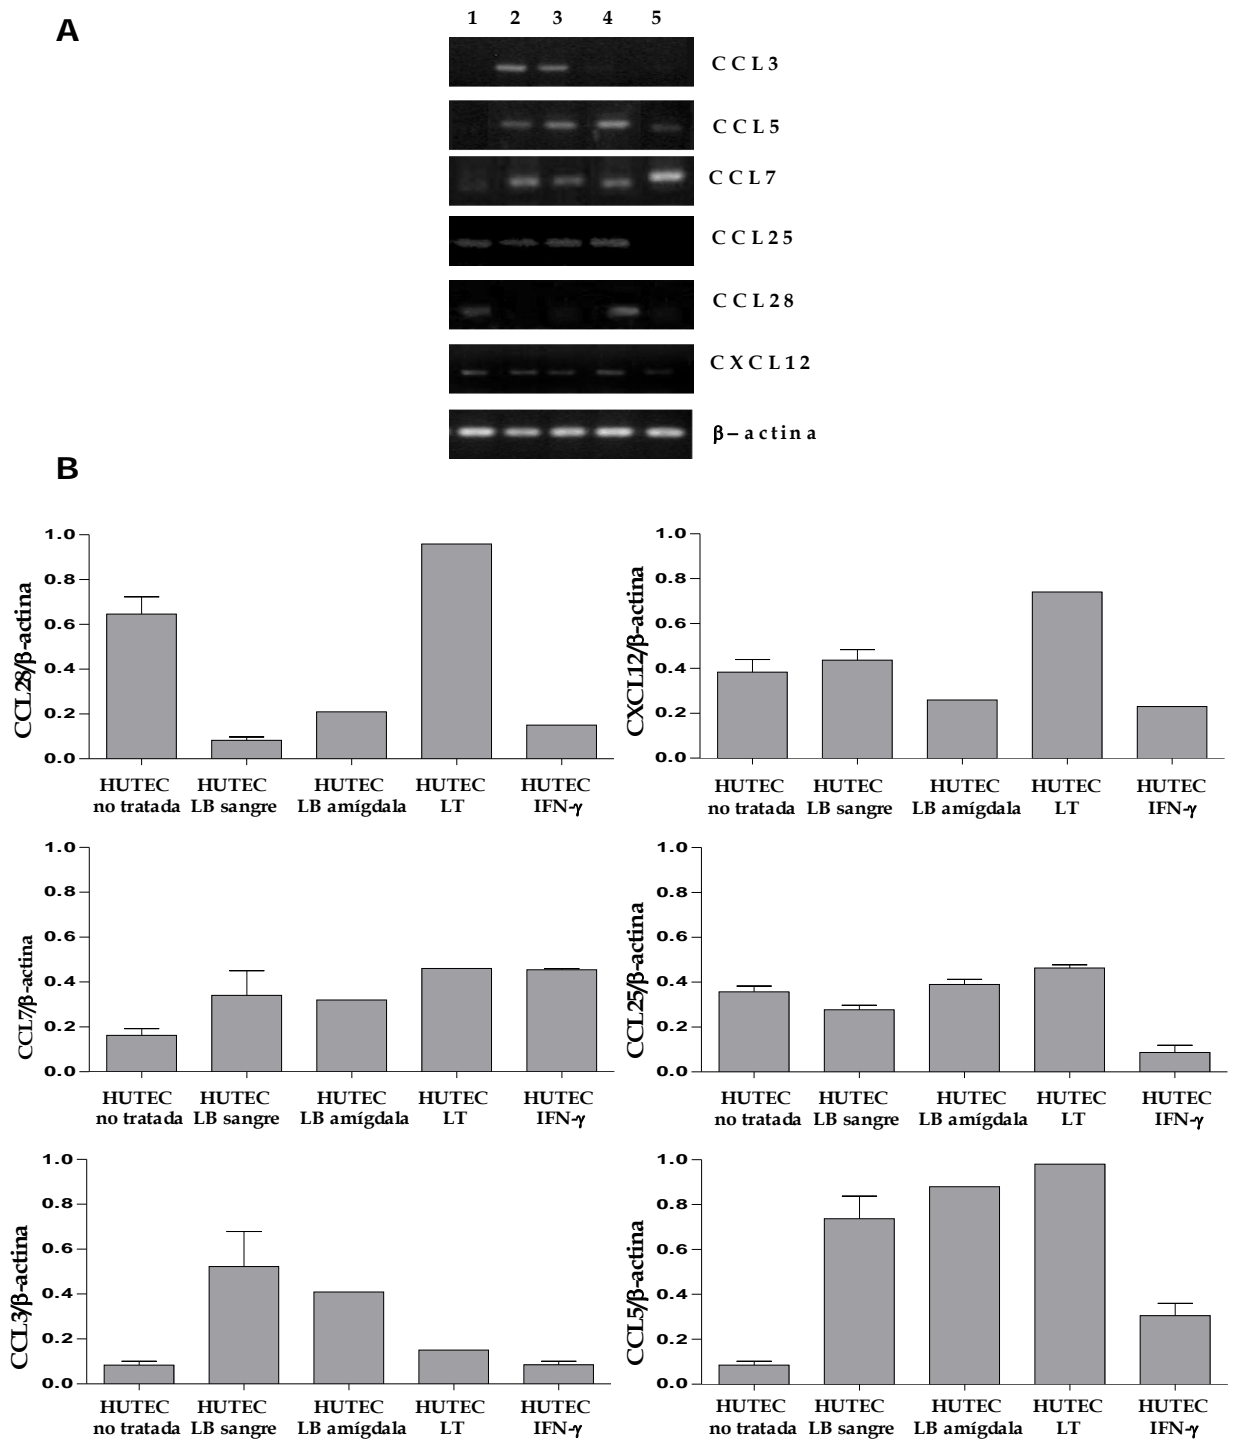 A
1 2 3 4 5
CCL3
CCL5
CCL7
CCL25
CCL28
CXCL12
β-actina
B
CCL28/β-actina
1.0
0.8
0.6
0.4
0.2
0.0
HUTEC HUTEC HUTEC HUTEC HUTEC
no tratada LB sangre LB amígdala LT IFN-γ
CXCL12/β-actina
1.0
0.8
0.6
0.4
0.2
0.0
HUTEC HUTEC HUTEC HUTEC HUTEC
no tratada LB sangre LB amígdala LT IFN-γ
CCL7/β-actina
1.0
0.8
0.6
0.4
0.2
0.0
HUTEC HUTEC HUTEC HUTEC HUTEC
no tratada LB sangre LB amígdala LT IFN-γ
CCL25/β-actina
1.0
0.8
0.6
0.4
0.2
0.0
HUTEC HUTEC HUTEC HUTEC HUTEC
no tratada LB sangre LB amígdala LT IFN-γ
CCL3/β-actina
1.0
0.8
0.6
0.4
0.2
0.0
HUTEC HUTEC HUTEC HUTEC HUTEC
no tratada LB sangre LB amígdala LT IFN-γ
CCL5/β-actina
1.0
0.8
0.6
0.4
0.2
0.0
HUTEC HUTEC HUTEC HUTEC HUTEC
no tratada LB sangre LB amígdala LT IFN-γ